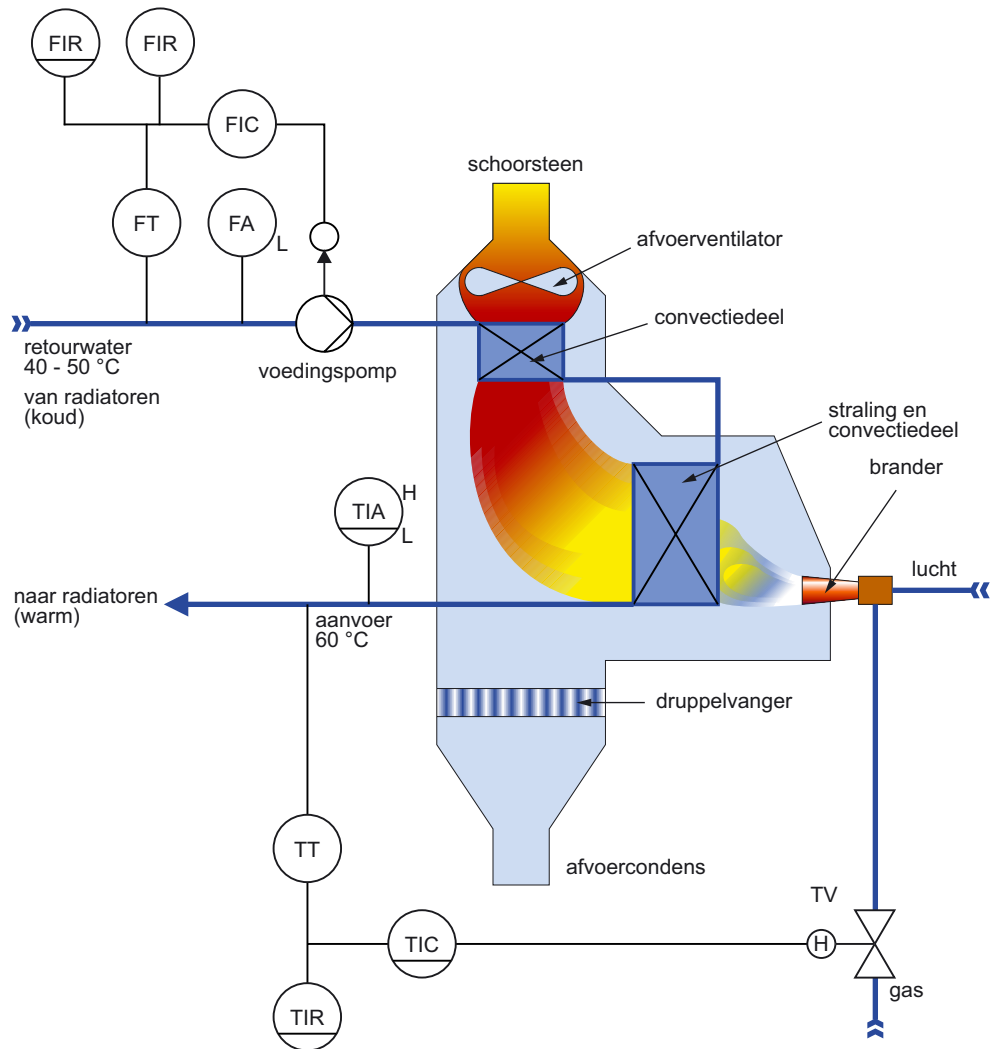 FIR
FIR
FIC
schoorsteen
FT
FA
L
afvoerventilator
convectiedeel
retourwater
40 - 50 °C
van radiatoren
(koud)
voedingspomp
straling en
convectiedeel
brander
TIA
H
L
lucht
naar radiatoren
(warm)
aanvoer
60 °C
druppelvanger
TT
afvoercondens
TV
TIC
H
gas
TIR